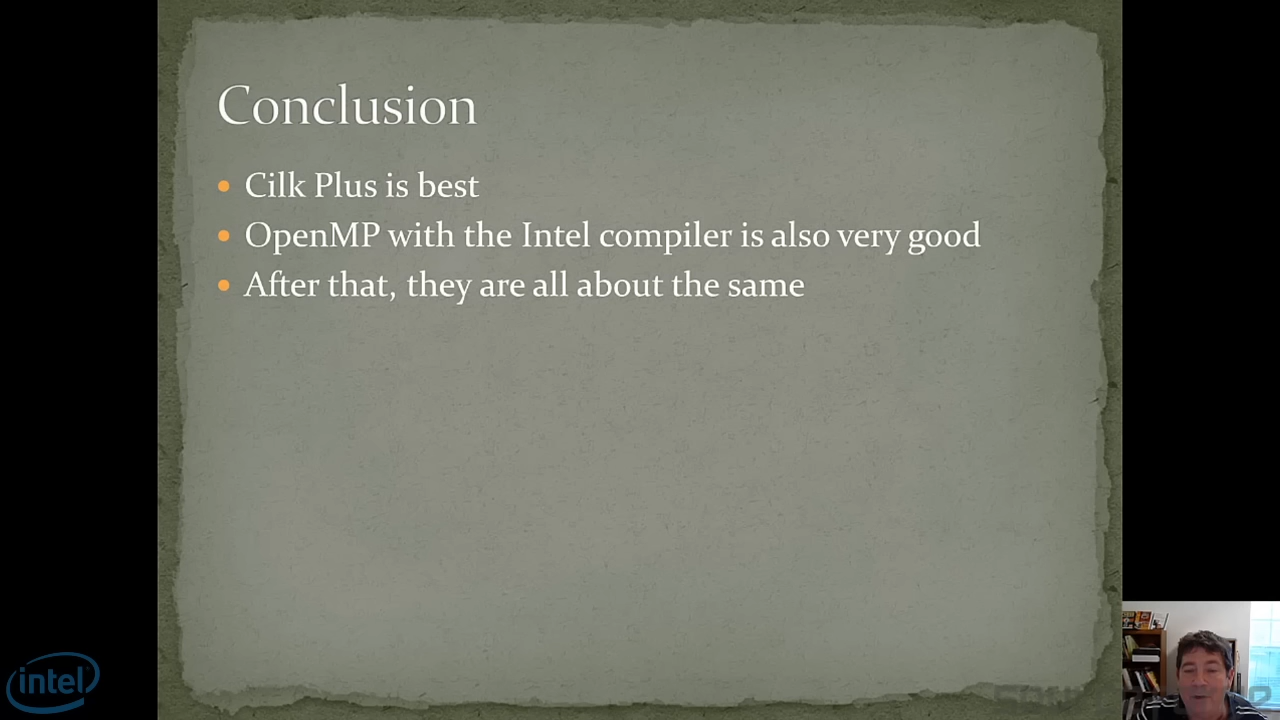 Conclusion
Cilk Plus is best
OpenMP with the Intel compiler is also very good
After that, they are all about the same
intel